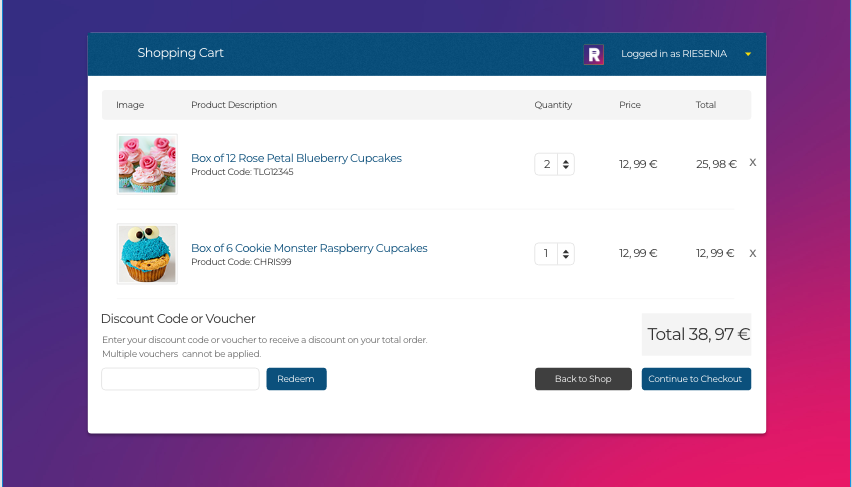 Shopping Cart
R
Logged in as RIESENIA
Image Product Description Quantity Price Total
Box of 12 Rose Petal Blueberry Cupcakes
Product Code: TLG12345
2 12, 99 € 25, 98 € X
Box of 6 Cookie Monster Raspberry Cupcakes
Product Code: CHRIS99
1 12, 99 € 12, 99 € X
Discount Code or Voucher
Enter your discount code or voucher to receive a discount on your total order.
Multiple vouchers cannot be applied.
Total 38, 97 €
Redeem
Back to Shop
Continue to Checkout